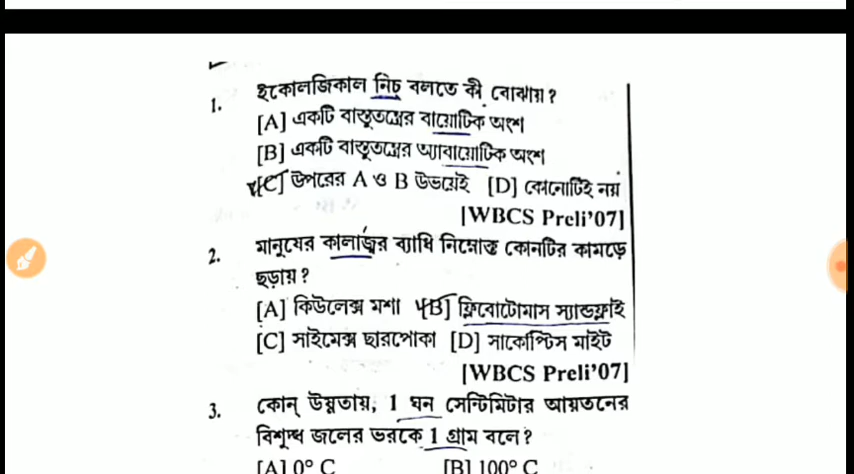 1. ইকোলজিকাল নিচ্ বলতে কী বোঝায়?
[A] একটি বাস্তুতন্ত্রের বায়োটিক অংশ
[B] একটি বাস্তুতন্ত্রের অ্যাবায়োটিক অংশ
[C] উপরের A ও B উভয়েই [D] কোনোটিই নয়
[WBCS Preli’07]
2. মানুষের কালাজ্বর ব্যাধি নিম্নোক্ত কোনটির কামড়ে
ছড়ায়?
[A] কিউলেক্স মশা [B] ফ্লিবোটোমাস স্যান্ডফ্লাই
[C] সাইমেক্স ছারপোকা [D] সার্কোপ্টিস মাইট
[WBCS Preli’07]
3. কোন্ উষ্ণতায়, 1 ঘন সেন্টিমিটার আয়তনের
বিশুদ্ধ জলের ভরকে 1 গ্রাম বলে?
[A] 0° C [B] 100° C